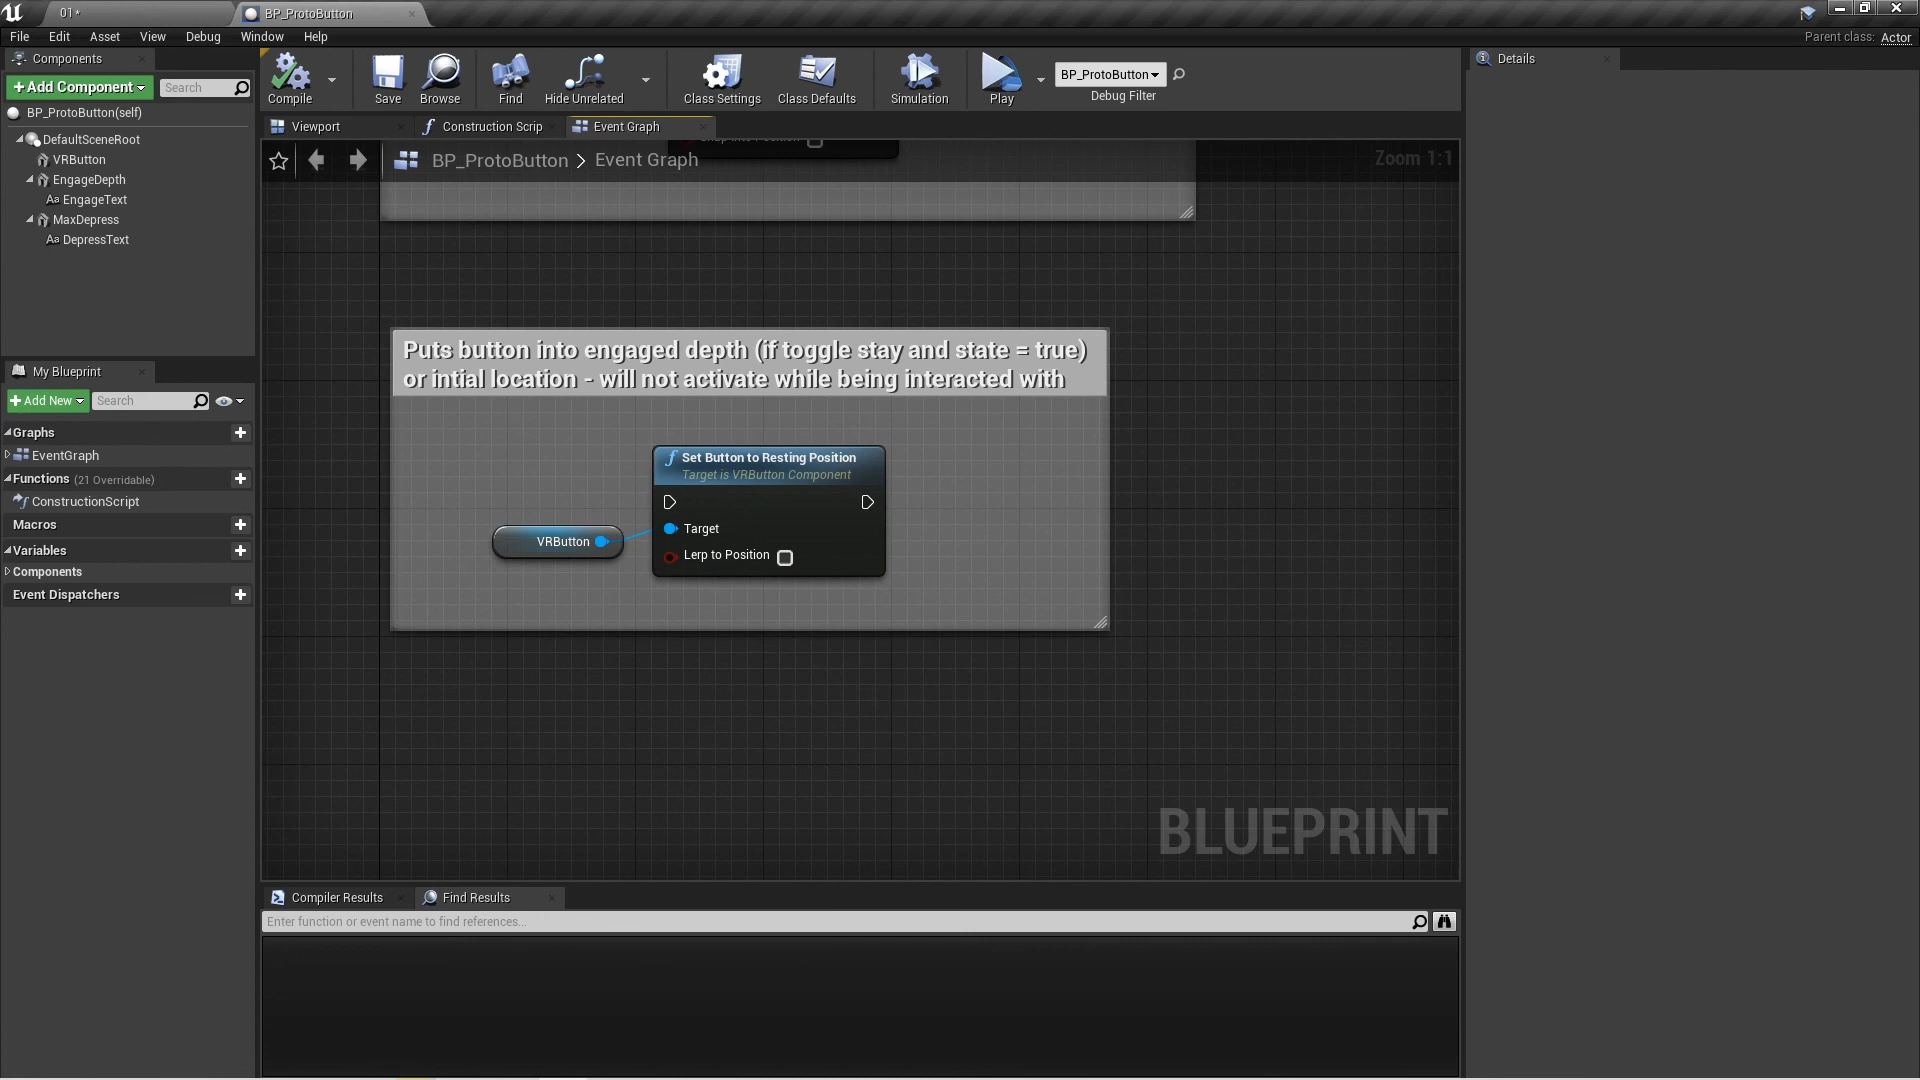 01*
BP_ProtoButton
File Edit Asset View Debug Window Help
Parent class: Actor
Components
Add Component
Search
BP_ProtoButton(self)
DefaultSceneRoot
VRButton
EngageDepth
Aa EngageText
MaxDepress
Aa DepressText
My Blueprint
Add New
Search
Graphs
EventGraph
Functions (21 Overridable)
ConstructionScript
Macros
Variables
Components
Event Dispatchers
Compile
Save
Browse
Find
Hide Unrelated
Class Settings
Class Defaults
Simulation
Play
BP_ProtoButton
Debug Filter
Viewport
Construction Scrip
Event Graph
BP_ProtoButton > Event Graph
Zoom 1:1
Puts button into engaged depth (if toggle stay and state = true)
or intial location - will not activate while being interacted with
Set Button to Resting Position
Target is VRButton Component
Target
Lerp to Position
VRButton
BLUEPRINT
Compiler Results
Find Results
Enter function or event name to find references...
Details